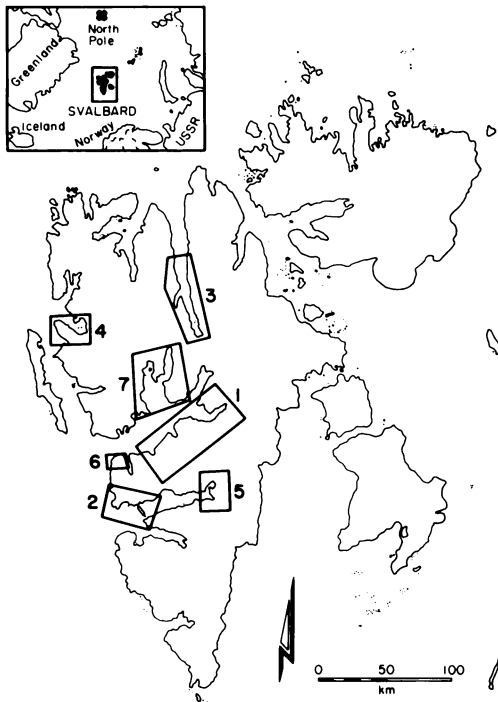 North
Pole
Greenland
SVALBARD
Iceland
Norway
USSR
3
4
7
1
6
2
5
0 50 100
km